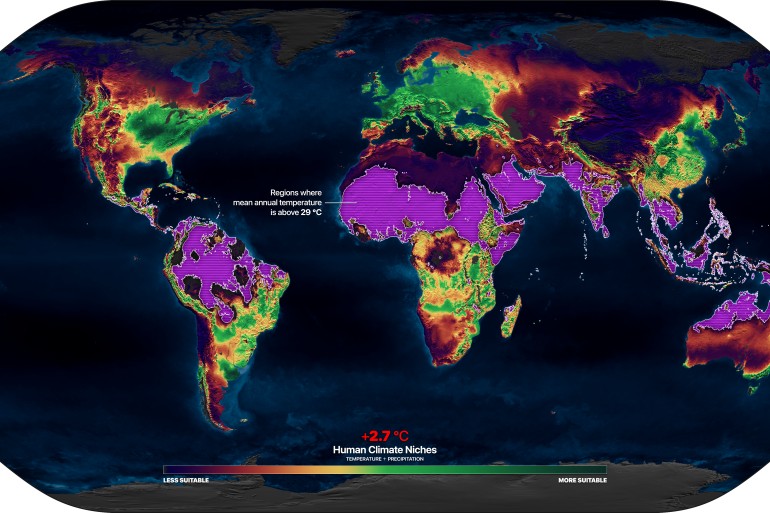 Regions where
mean annual temperature
is above 29 °C
+2.7 °C
Human Climate Niches
TEMPERATURE + PRECIPITATION
LESS SUITABLE
MORE SUITABLE